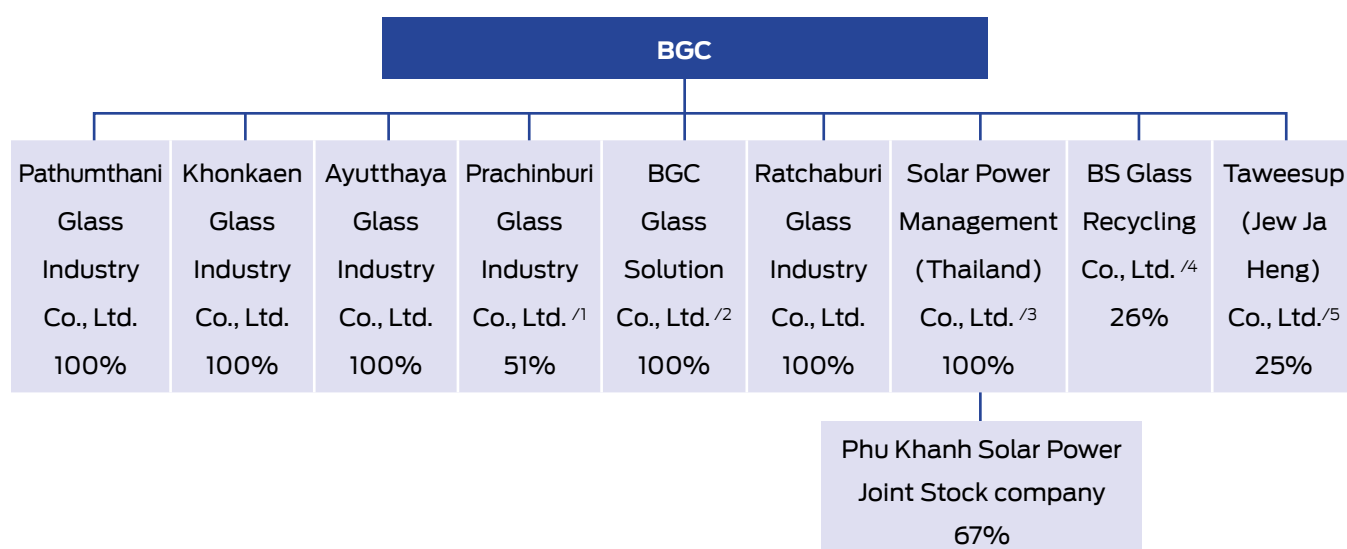 BGC
Pathumthani
Glass
Industry
Co., Ltd.
100%
Khonkaen
Glass
Industry
Co., Ltd.
100%
Ayutthaya
Glass
Industry
Co., Ltd.
100%
Prachinburi
Glass
Industry
Co., Ltd. /1
51%
BGC
Glass
Solution
Co., Ltd. /2
100%
Ratchaburi
Glass
Industry
Co., Ltd.
100%
Solar Power
Management
(Thailand)
Co., Ltd. /3
100%
BS Glass
Recycling
Co., Ltd. /4
26%
Taweesup
(Jew Ja
Heng)
Co., Ltd./5
25%
Phu Khanh Solar Power
Joint Stock company
67%